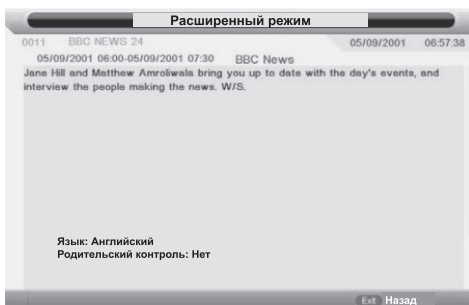 Расширенный режим
0011 BBC NEWS 24 05/09/2001 06:57:38
05/09/2001 06:00-05/09/2001 07:30 BBC News
Jane Hill and Matthew Amroliwala bring you up to date with the day's events, and
interview the people making the news. W/S.
Язык: Английский
Родительский контроль: Нет
Exit Назад